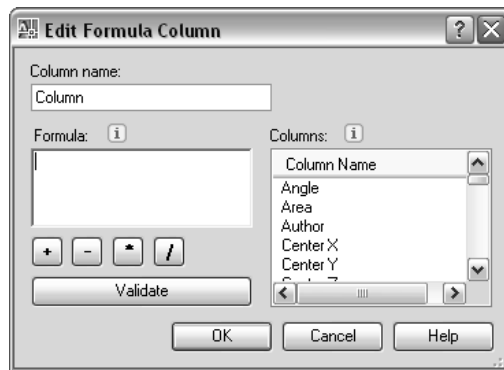 Edit Formula Column
Column name:
Column
Formula:
Columns:
Column Name
Angle
Area
Author
Center X
Center Y
+ - * /
Validate
OK Cancel Help